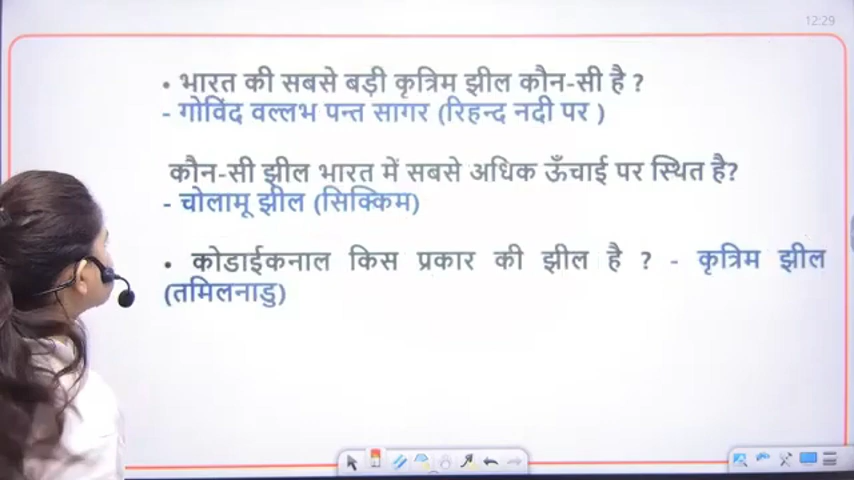 12:29
• भारत की सबसे बड़ी कृत्रिम झील कौन-सी है ?
- गोविंद वल्लभ पन्त सागर (रिहन्द नदी पर )
कौन-सी झील भारत में सबसे अधिक ऊँचाई पर स्थित है?
- चोलामू झील (सिक्किम)
• कोडाईकनाल किस प्रकार की झील है ? - कृत्रिम झील
(तमिलनाडु)